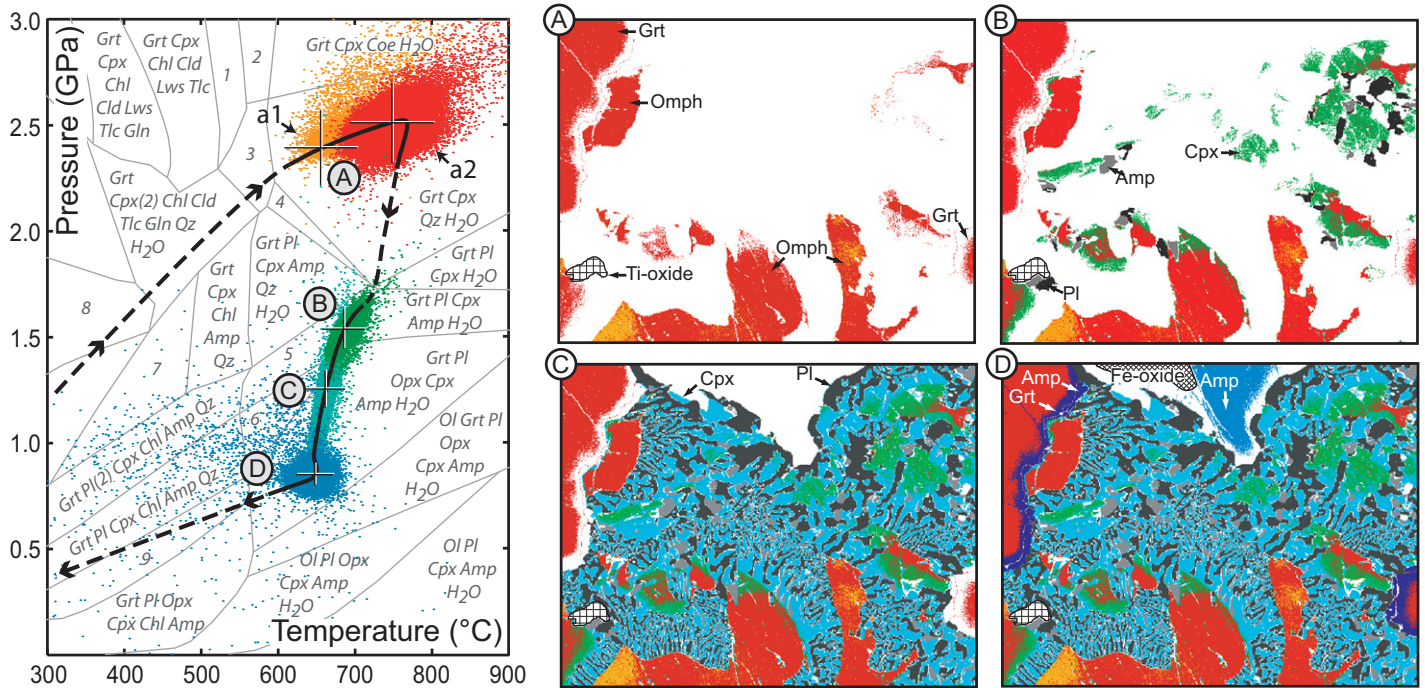 3.0
2.5
2.0
1.5
1.0
0.5
Pressure (GPa)
300
400
500
600
700
800
900
Temperature (°C)
Grt
Cpx
Chl
Cld Lws
Tlc Gln
Grt Cpx
Chl Cld
Lws Tlc
1
2
Grt Cpx Coe H2O
a1
3
A
a2
Grt
Cpx(2) Chl Cld
Tlc Gln Qz
H2O
4
Grt Cpx
Qz H2O
Grt Pl
Cpx Amp
Qz
H2O
Grt
Cpx
Chl
Amp
Qz
Grt Pl
Cpx H2O
B
Grt Pl Cpx
Amp H2O
8
7
5
Grt Pl
Opx Cpx
Amp H2O
C
6
Grt Pl(2) Cpx Chl Amp Qz
Ol Grt Pl
Opx
Cpx Amp
H2O
D
Grt Pl Cpx Chl Amp Qz
9
Ol Pl Opx
Cpx Amp
H2O
Ol Pl
Cpx Amp
H2O
Grt Pl Opx
Cpx Chl Amp
A
Grt
Omph
Omph
Grt
Ti-oxide
B
Cpx
Amp
Pl
C
Cpx
Pl
D
Amp
Grt
Fe-oxide
Amp